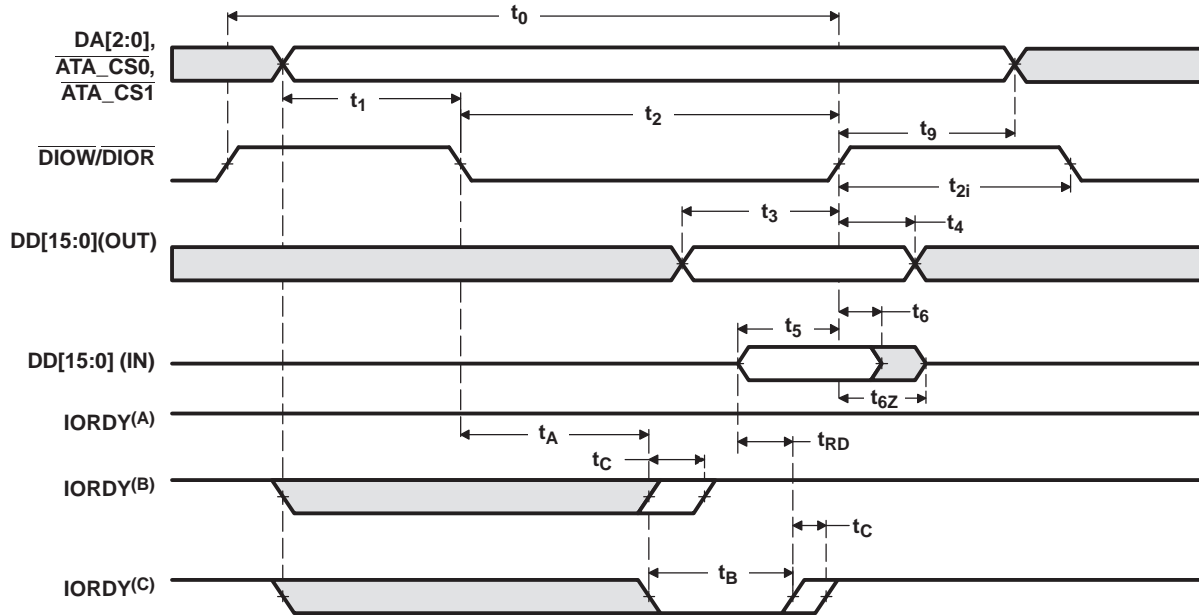 t0
DA[2:0],
ATA_CS0,
ATA_CS1
t1
t2
t9
DIOW/DIOR
t2i
t3
t4
DD[15:0](OUT)
t6
t5
DD[15:0] (IN)
t6Z
IORDY(A)
tA
tRD
tC
IORDY(B)
tC
tB
IORDY(C)